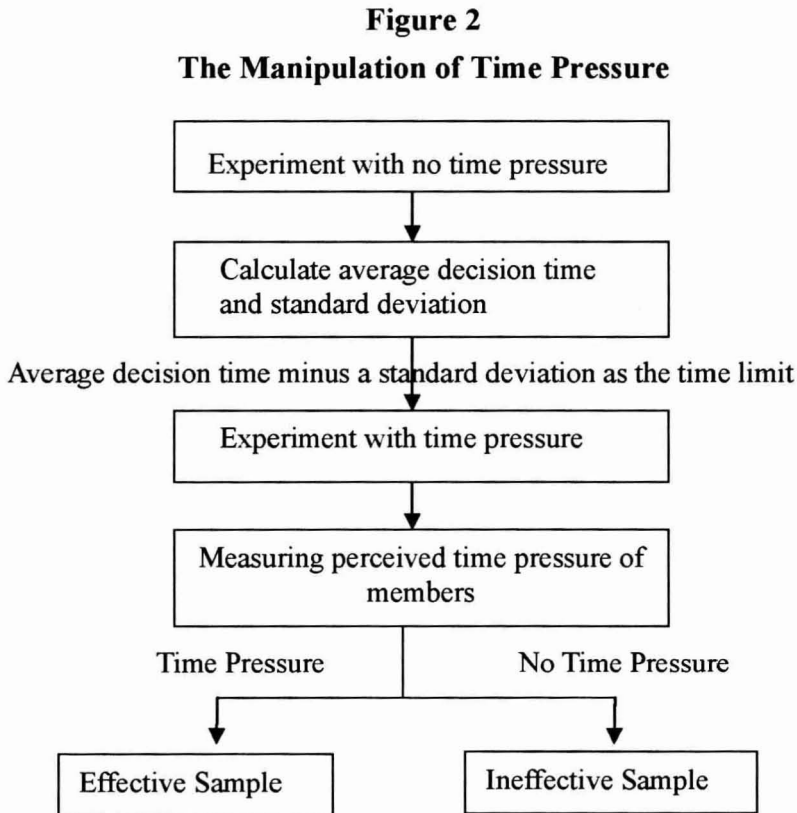 Figure 2
The Manipulation of Time Pressure
Experiment with no time pressure
Calculate average decision time
and standard deviation
Average decision time minus a standard deviation as the time limit
Experiment with time pressure
Measuring perceived time pressure of
members
Time Pressure
No Time Pressure
Effective Sample
Ineffective Sample